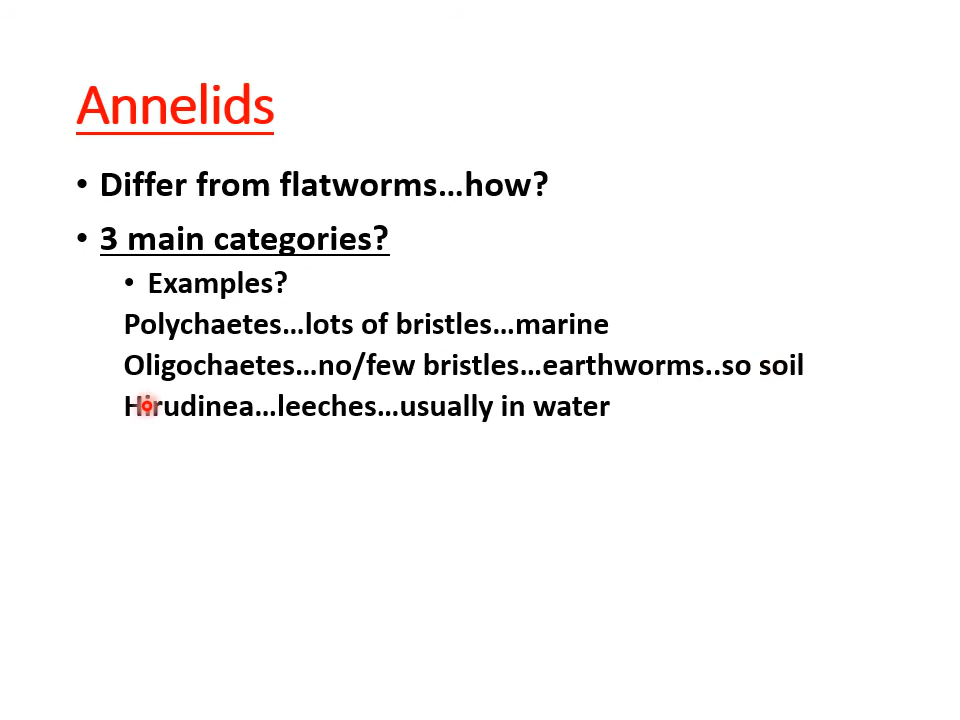 Annelids
• Differ from flatworms…how?
• 3 main categories?
• Examples?
Polychaetes…lots of bristles…marine
Oligochaetes…no/few bristles…earthworms..so soil
Hirudinea…leeches…usually in water